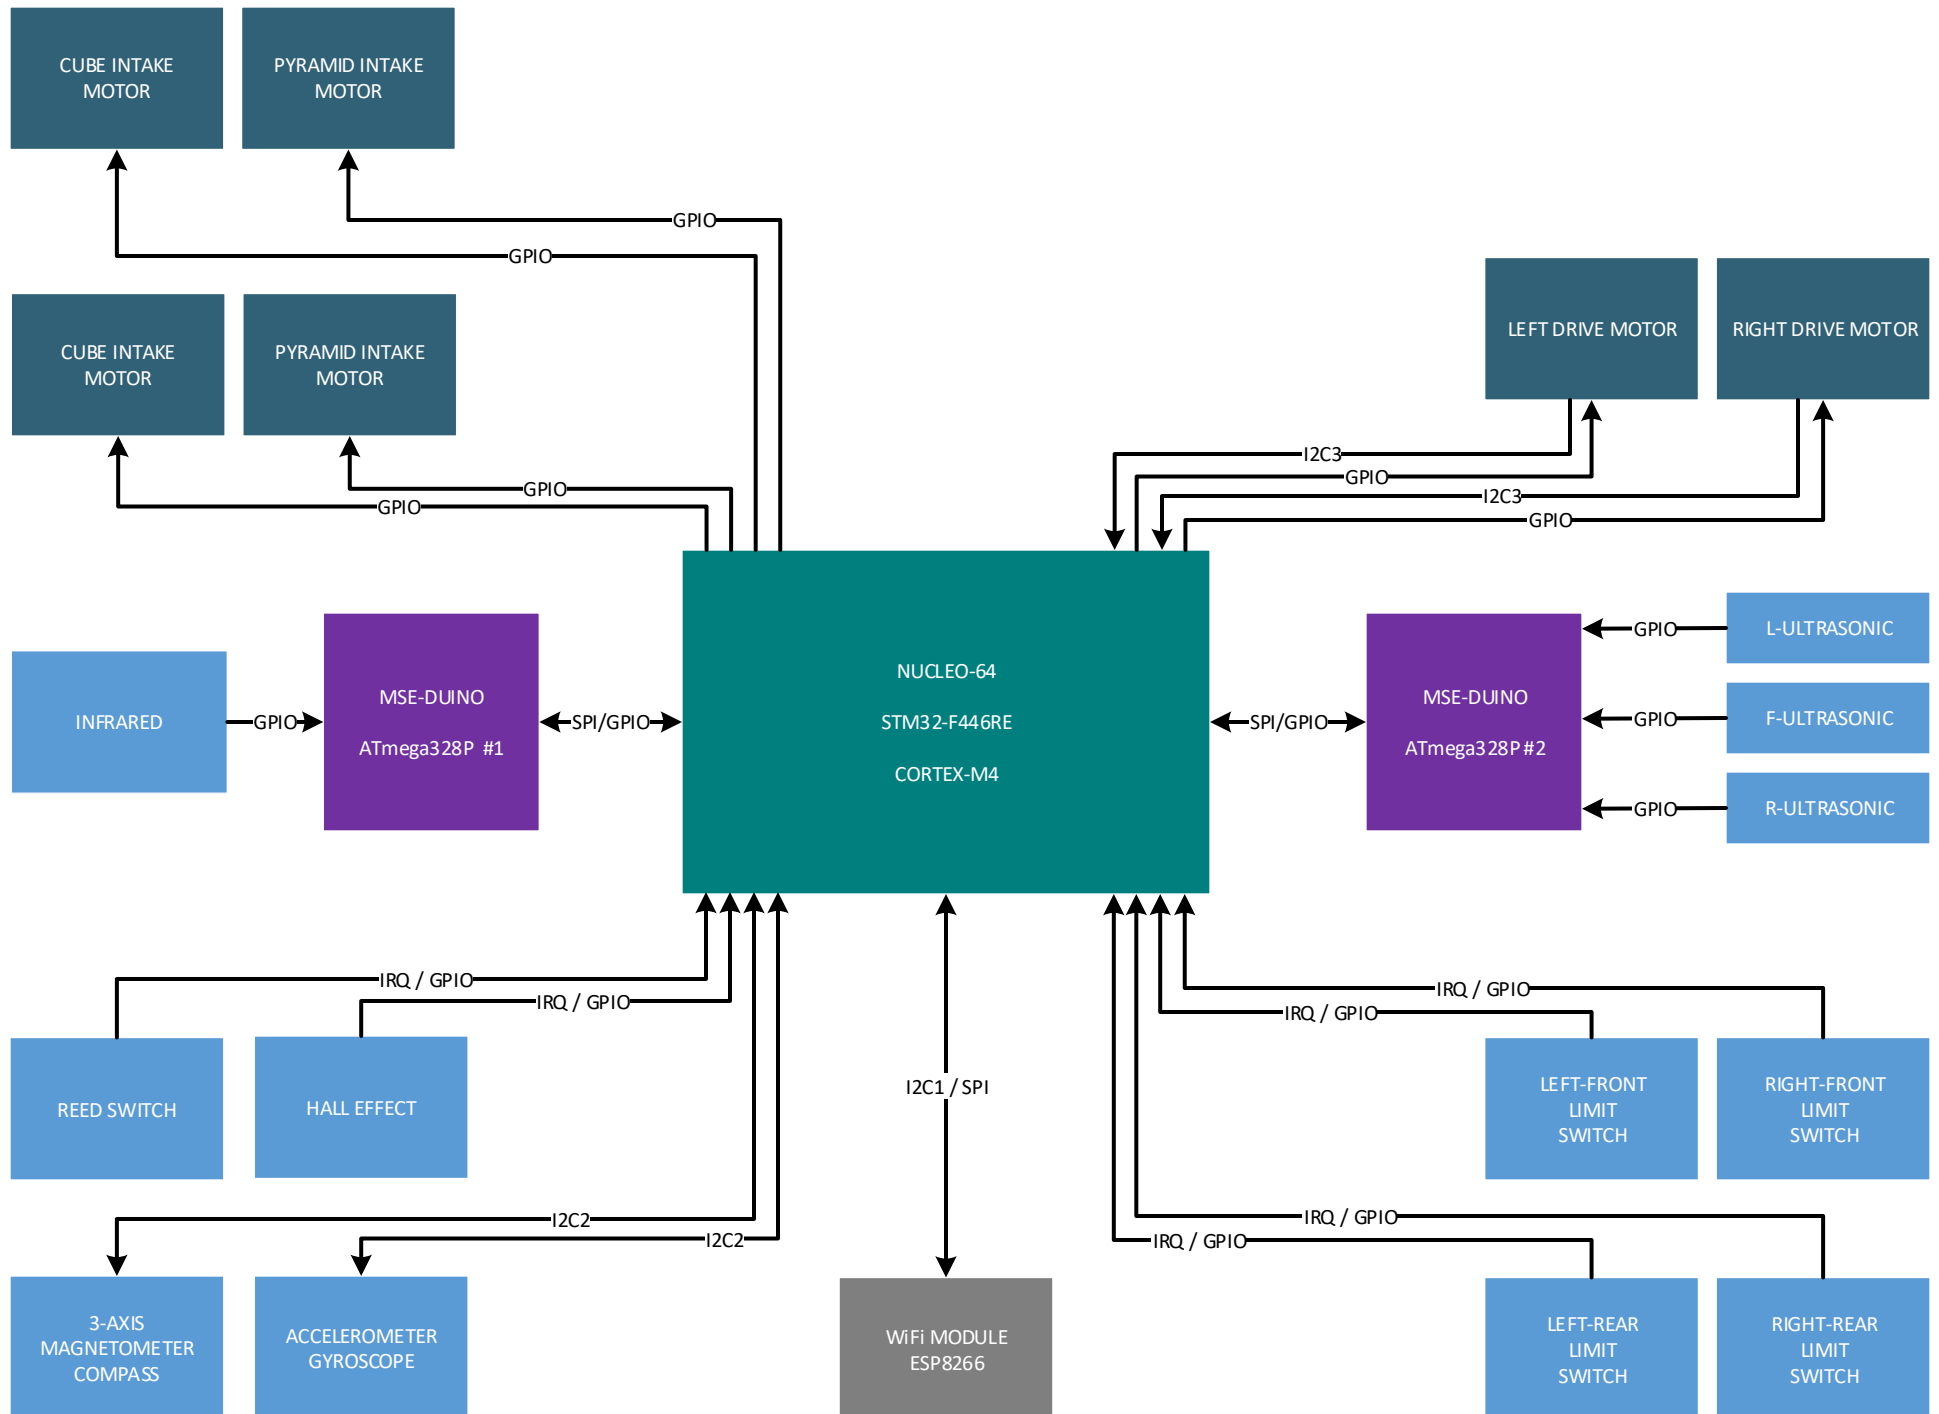 CUBE INTAKE
MOTOR
PYRAMID INTAKE
MOTOR
GPIO
GPIO
CUBE INTAKE
MOTOR
PYRAMID INTAKE
MOTOR
GPIO
GPIO
LEFT DRIVE MOTOR
RIGHT DRIVE MOTOR
I2C3
GPIO
I2C3
GPIO
INFRARED
GPIO
MSE-DUINO
ATmega328P #1
SPI/GPIO
NUCLEO-64
STM32-F446RE
CORTEX-M4
SPI/GPIO
MSE-DUINO
ATmega328P #2
GPIO
L-ULTRASONIC
GPIO
F-ULTRASONIC
GPIO
R-ULTRASONIC
IRQ / GPIO
IRQ / GPIO
REED SWITCH
HALL EFFECT
I2C2
I2C2
3-AXIS
MAGNETOMETER
COMPASS
ACCELEROMETER
GYROSCOPE
I2C1 / SPI
WiFi MODULE
ESP8266
IRQ / GPIO
IRQ / GPIO
LEFT-FRONT
LIMIT
SWITCH
RIGHT-FRONT
LIMIT
SWITCH
IRQ / GPIO
IRQ / GPIO
LEFT-REAR
LIMIT
SWITCH
RIGHT-REAR
LIMIT
SWITCH